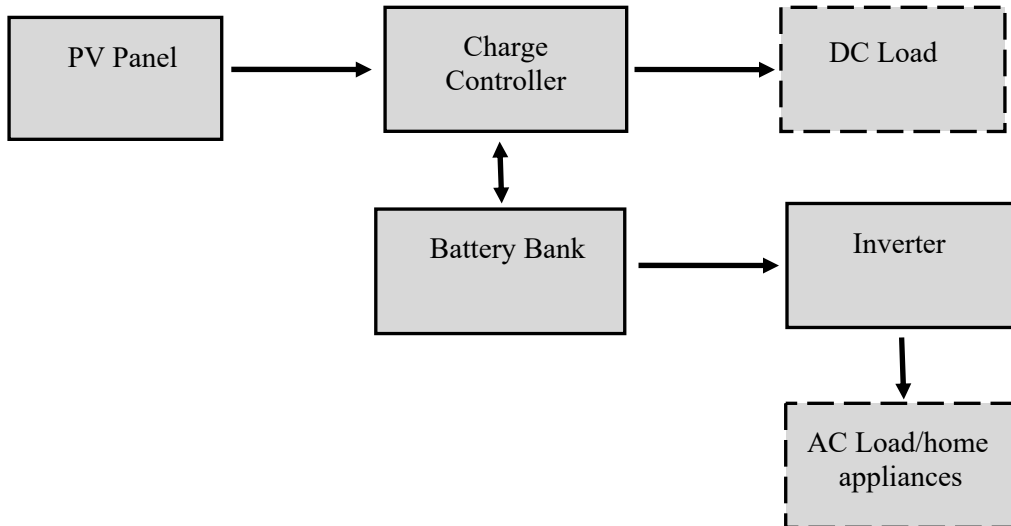 PV Panel
Charge
Controller
DC Load
Battery Bank
Inverter
AC Load/home
appliances